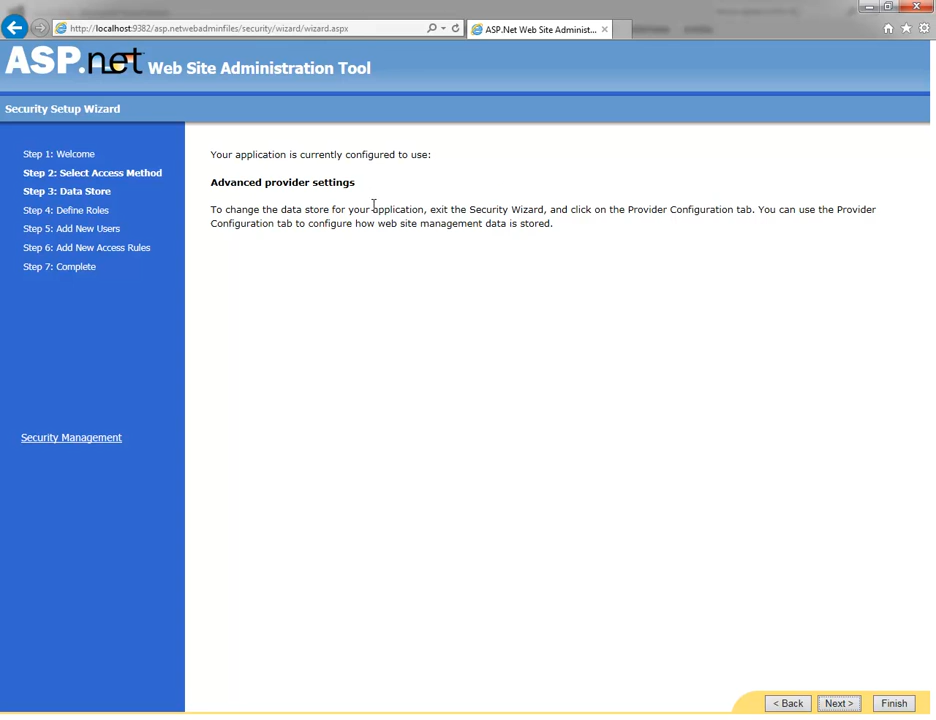 http://localhost:9382/asp.netwebadminfiles/security/wizard/wizard.aspx
ASP.Net Web Site Administ...
ASP.net Web Site Administration Tool
Security Setup Wizard
Step 1: Welcome
Step 2: Select Access Method
Step 3: Data Store
Step 4: Define Roles
Step 5: Add New Users
Step 6: Add New Access Rules
Step 7: Complete
Security Management
Your application is currently configured to use:
Advanced provider settings
To change the data store for your application, exit the Security Wizard, and click on the Provider Configuration tab. You can use the Provider
Configuration tab to configure how web site management data is stored.
< Back
Next >
Finish